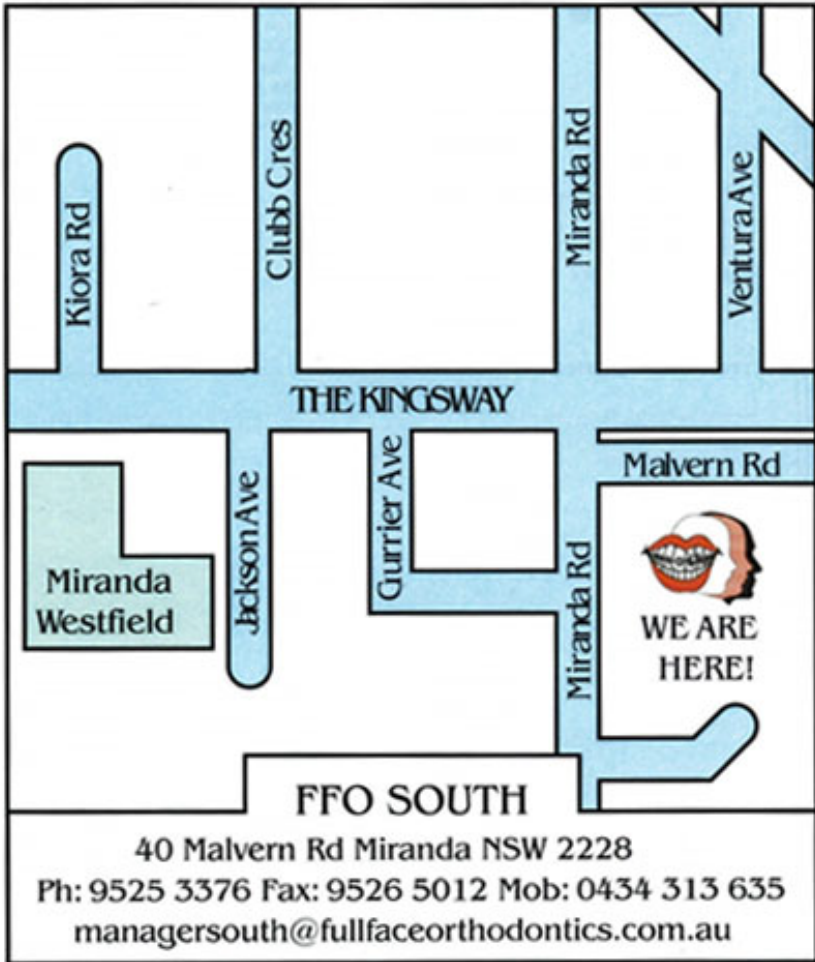 Kiora Rd
Clubb Cres
Miranda Rd
Ventura Ave
THE KINGSWAY
Jackson Ave
Gurrier Ave
Miranda Rd
Malvern Rd
Miranda
Westfield
WE ARE
HERE!
FFO SOUTH
40 Malvern Rd Miranda NSW 2228
Ph: 9525 3376 Fax: 9526 5012 Mob: 0434 313 635
managersouth@fullfaceorthodontics.com.au